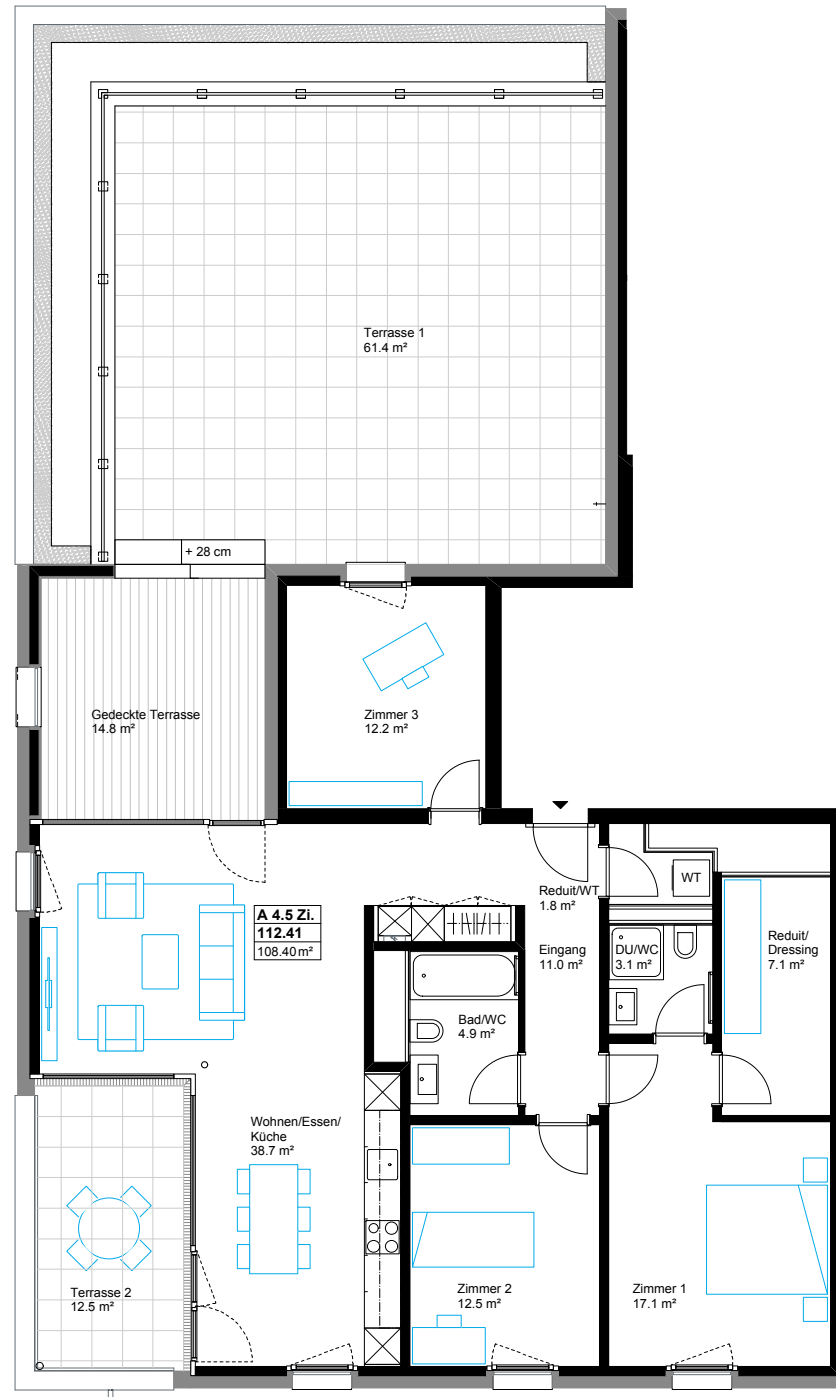 Terrasse 1
61.4 m²
+ 28 cm
Gedeckte Terrasse
14.8 m²
Zimmer 3
12.2 m²
A 4.5 Zi.
112.41
108.40 m²
Reduit/WT
1.8 m²
WT
Eingang
11.0 m²
DU/WC
3.1 m²
Reduit/
Dressing
7.1 m²
Bad/WC
4.9 m²
Wohnen/Essen/
Küche
38.7 m²
Terrasse 2
12.5 m²
Zimmer 2
12.5 m²
Zimmer 1
17.1 m²